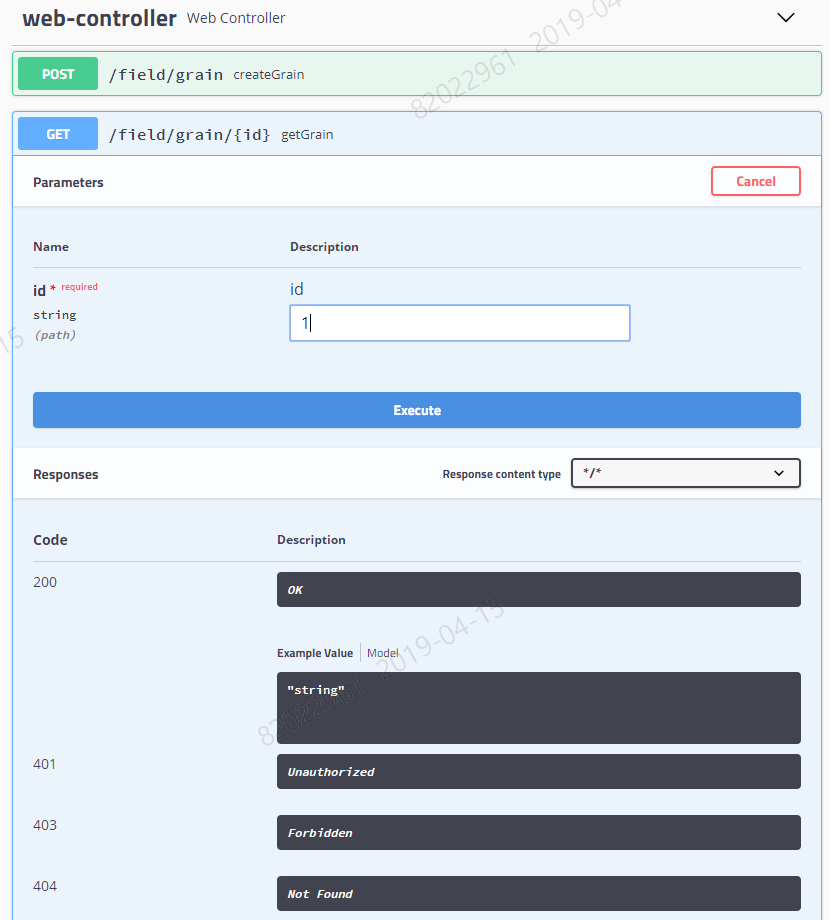 web-controller Web Controller
82022961 2019-04
POST /field/grain createGrain
GET /field/grain/{id} getGrain
Parameters Cancel
Name Description
id * required id
string 1
(path)
15
Execute
Responses Response content type */*
Code Description
200 OK
Example Value Model
82022961 2019-04-15
"string"
401 Unauthorized
403 Forbidden
404 Not Found